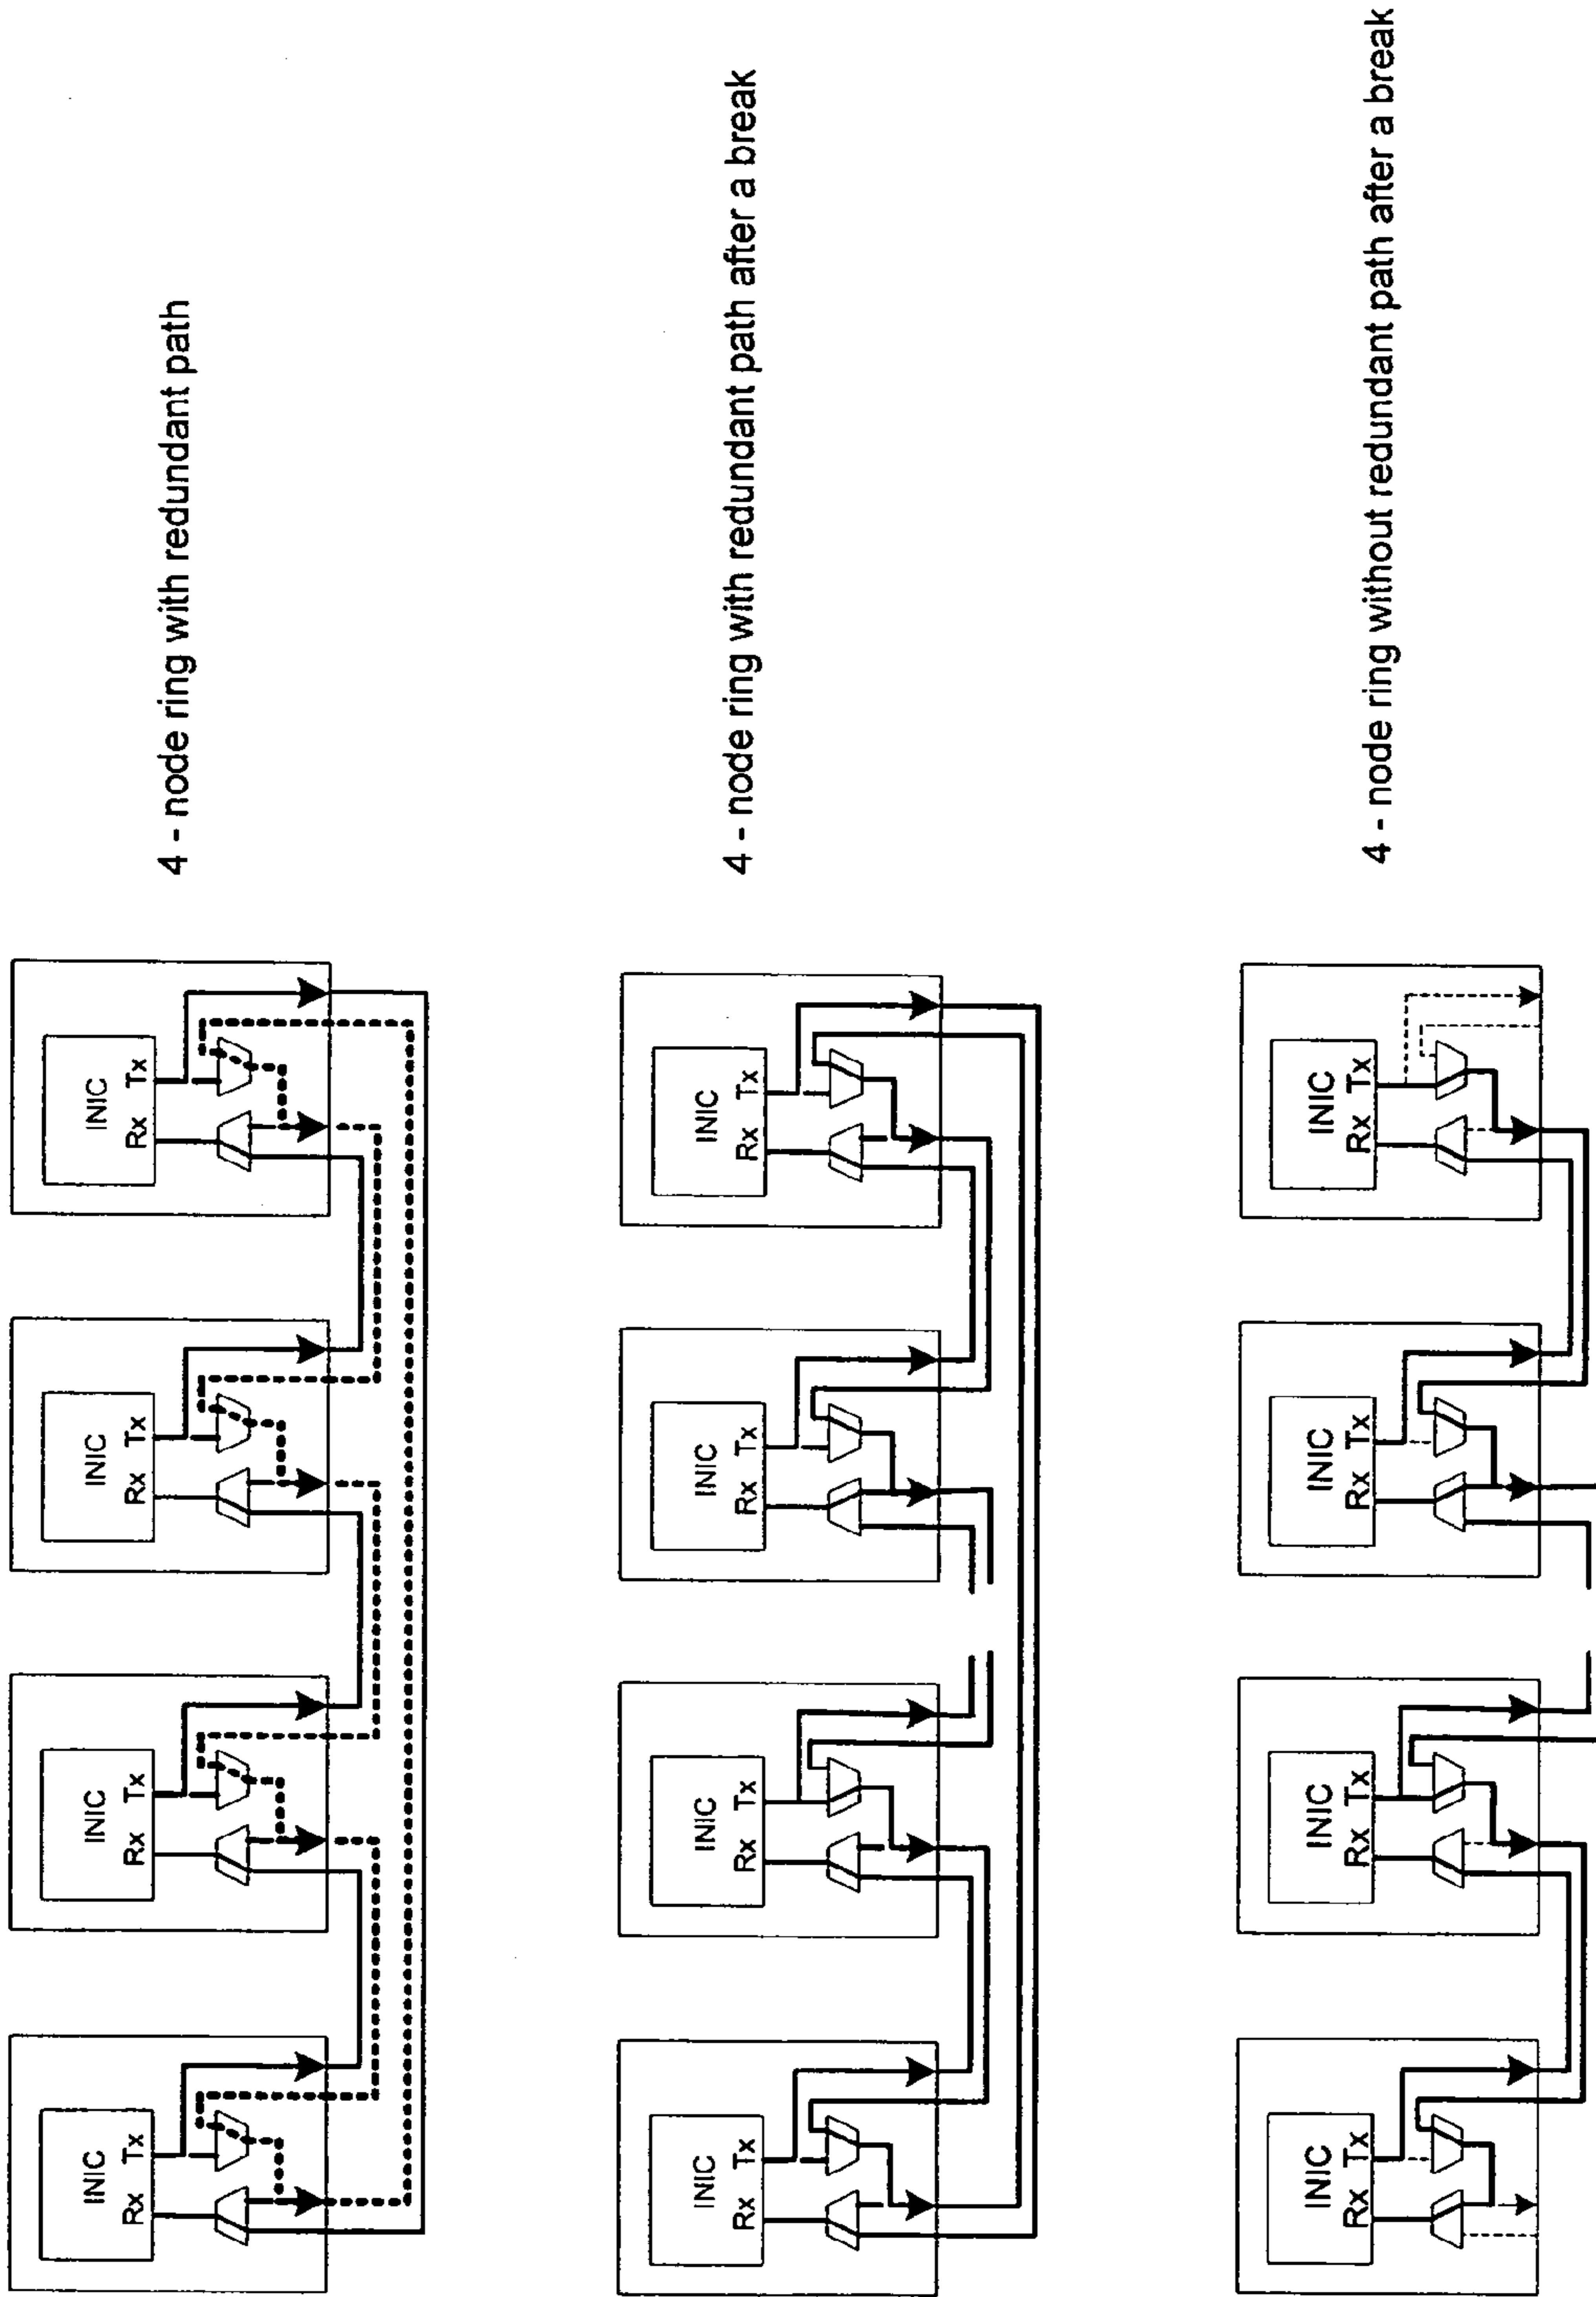 INIC
Rx Tx
INIC
Rx Tx
INIC
Rx Tx
INIC
Rx Tx
4 - node ring with redundant path
INIC
Rx Tx
INIC
Rx Tx
INIC
Rx Tx
INIC
Rx Tx
4 - node ring with redundant path after a break
INIC
Rx Tx
INIC
Rx Tx
INIC
Rx Tx
INIC
Rx Tx
4 - node ring without redundant path after a break